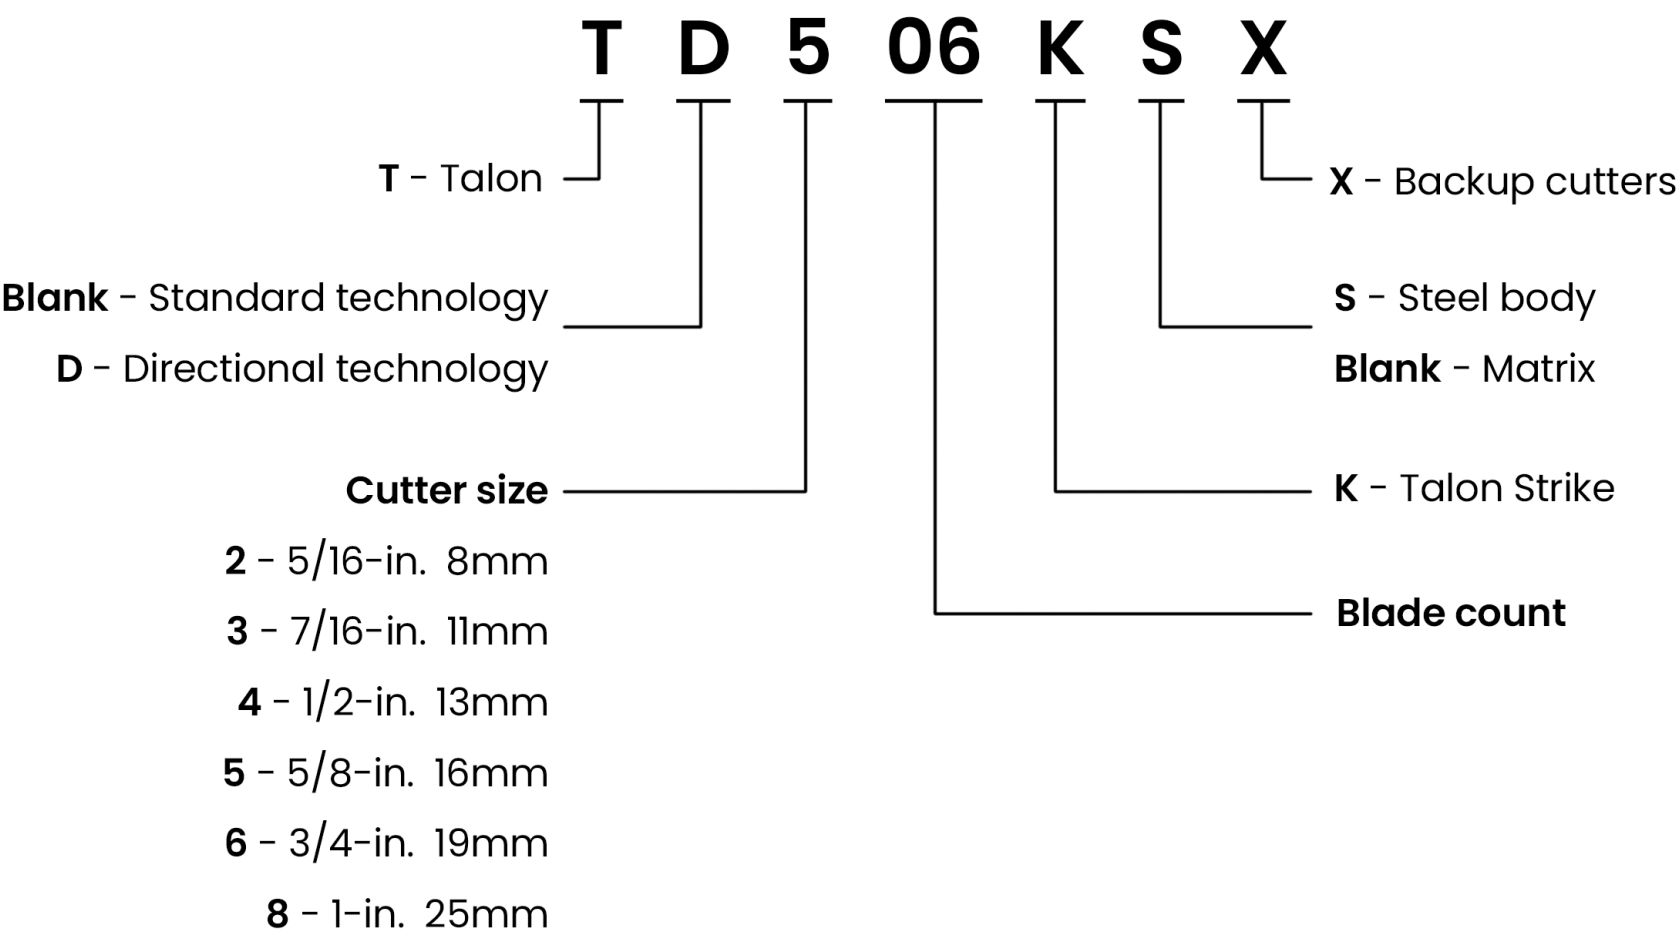 T D 5 06 K S X
T - Talon
Blank - Standard technology
D - Directional technology
Cutter size
2 - 5/16-in. 8mm
3 - 7/16-in. 11mm
4 - 1/2-in. 13mm
5 - 5/8-in. 16mm
6 - 3/4-in. 19mm
8 - 1-in. 25mm
X - Backup cutters
S - Steel body
Blank - Matrix
K - Talon Strike
Blade count